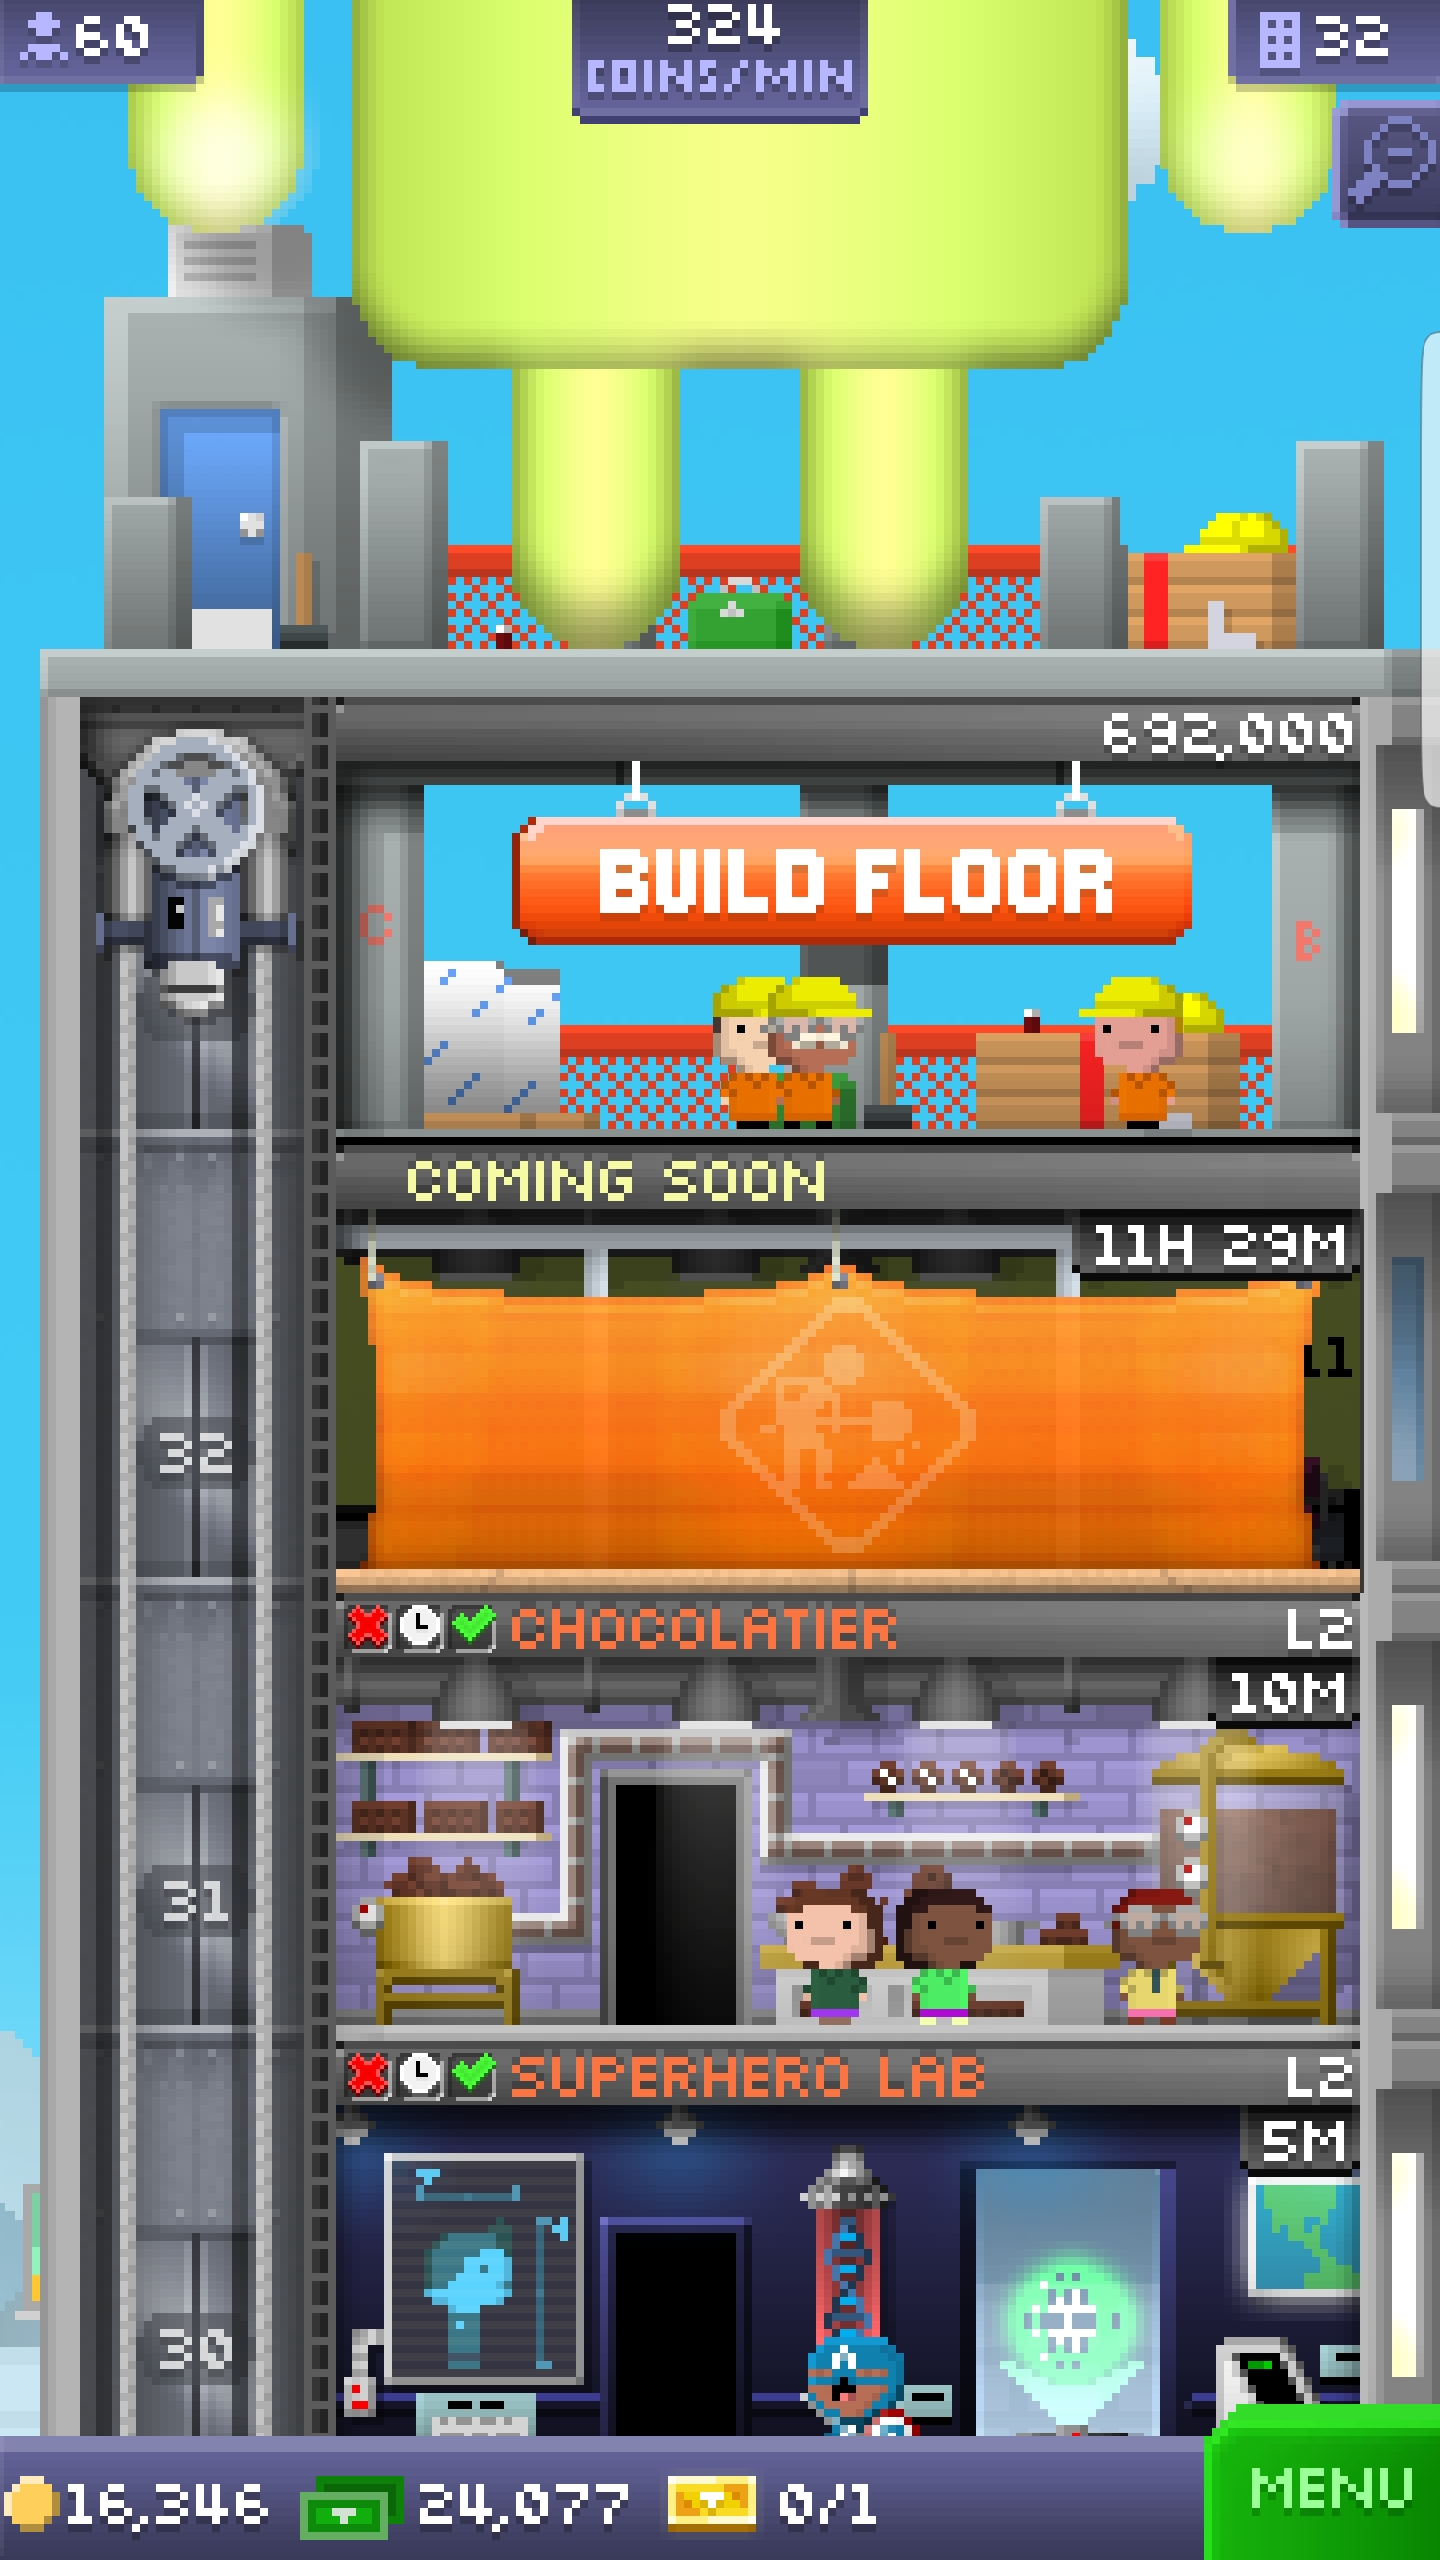 60
324
COINS/MIN
32
692,000
BUILD FLOOR
C
B
COMING SOON
11H 29M
11
32
CHOCOLATIER L2
10M
31
SUPERHERO LAB L2
5M
30
16,346 24,077 0/1
MENU